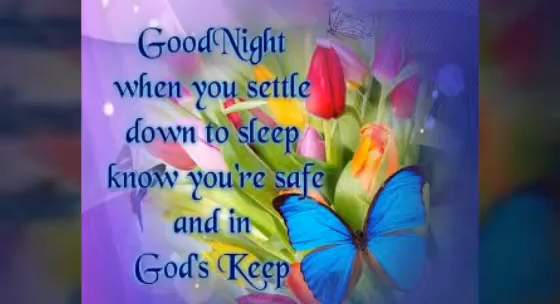 GoodNight
when you settle
down to sleep
know you're safe
and in
God's Keep